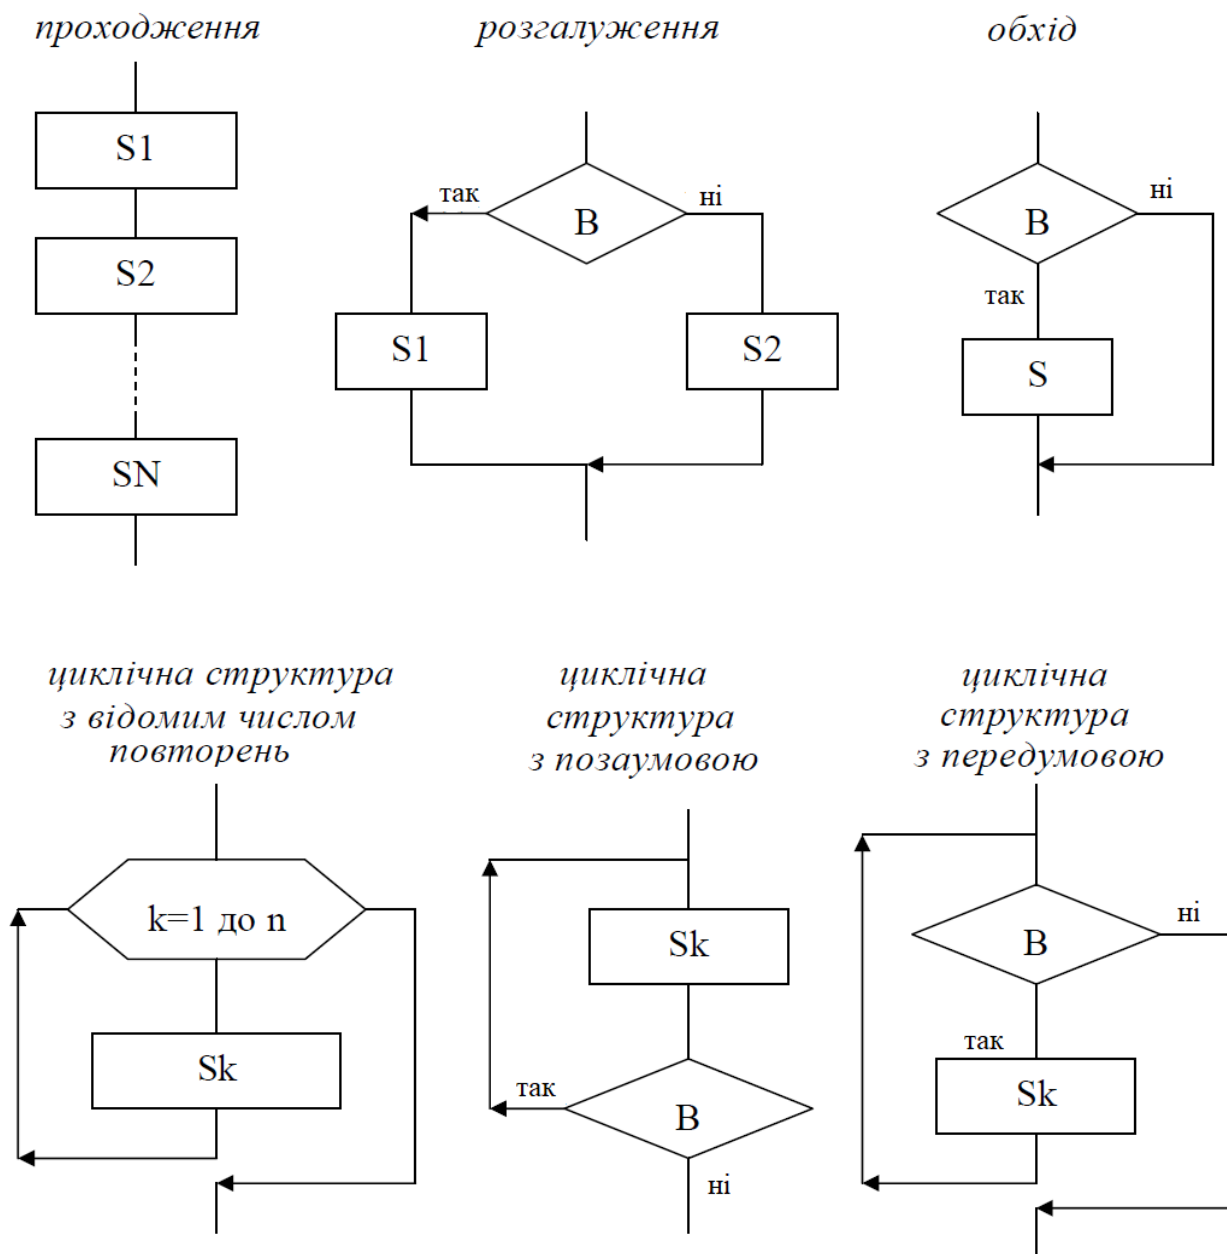 проходження
S1
S2
SN
розгалуження
так
ні
B
S1
S2
обхід
ні
B
так
S
циклічна структура
з відомим числом
повторень
k=1 до n
Sk
циклічна
структура
з позаумовою
Sk
так
B
ні
циклічна
структура
з передумовою
ні
B
так
Sk